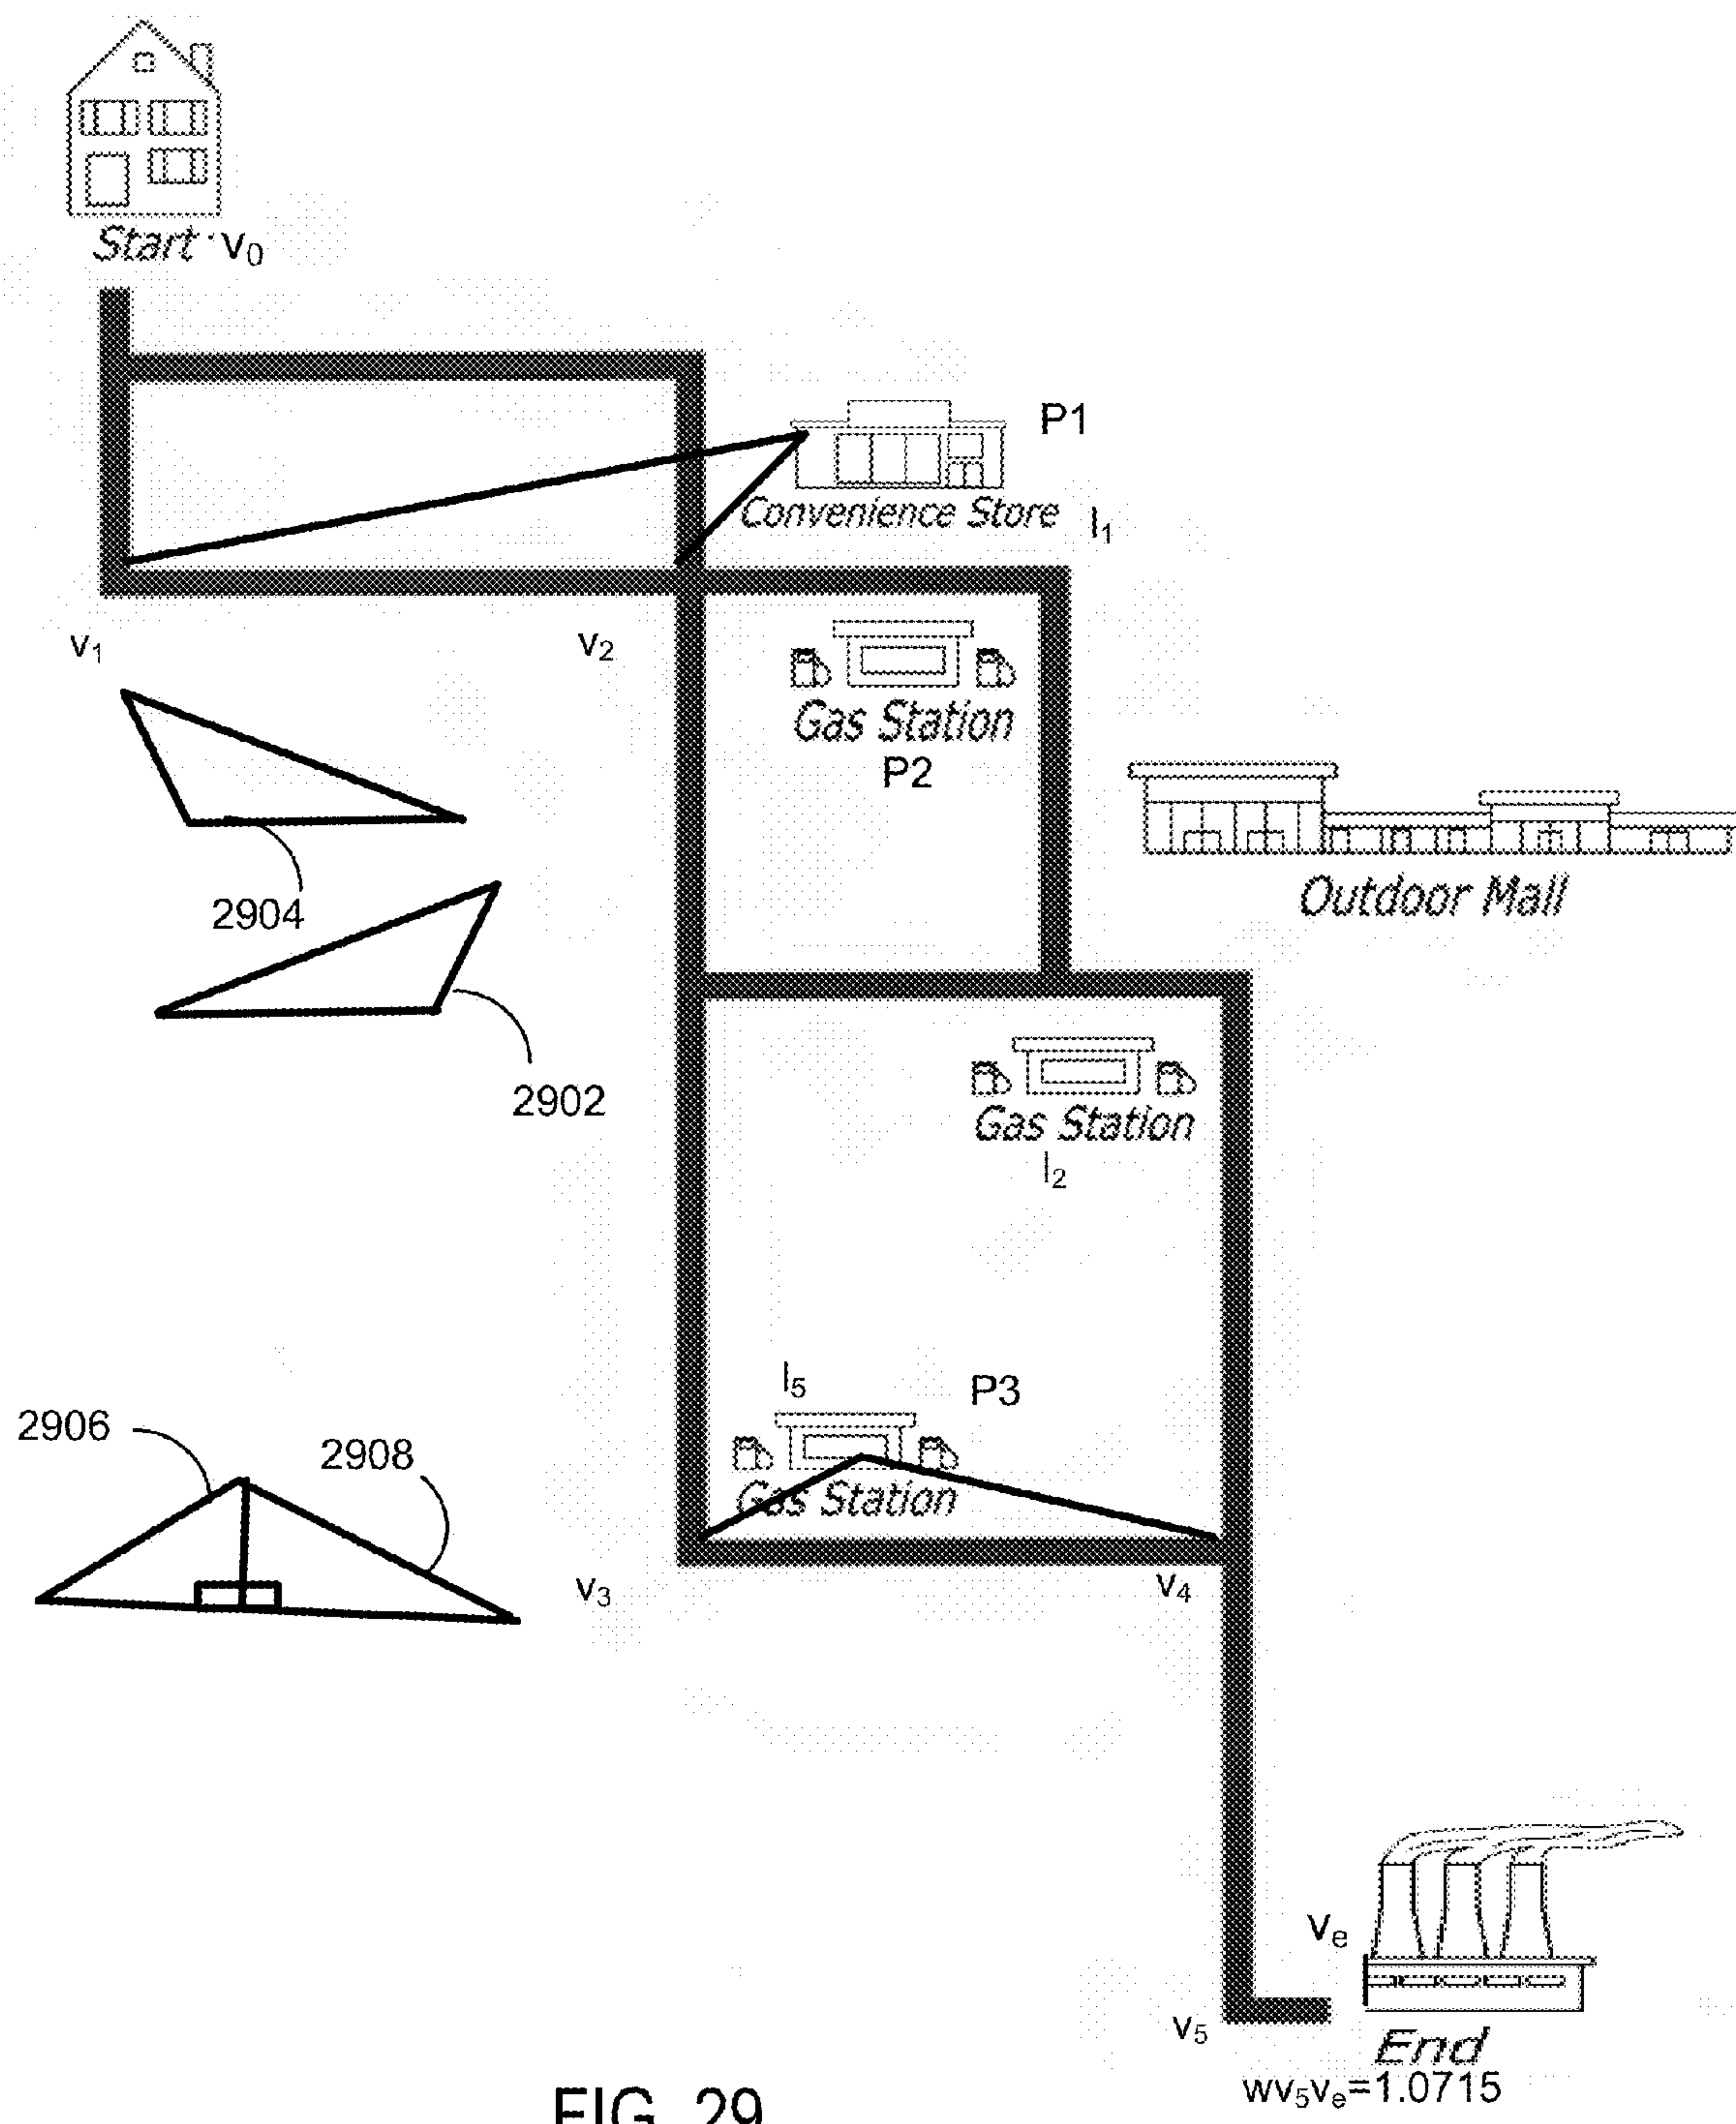 Start v₀
P1
Convenience Store
l₁
v₁
v₂
Gas Station
P2
Outdoor Mall
2904
2902
Gas Station
l₂
l₅
P3
2906
2908
Gas Station
v₃
v₄
vₑ
v₅
End
wv₅vₑ=1.0715
FIG. 29